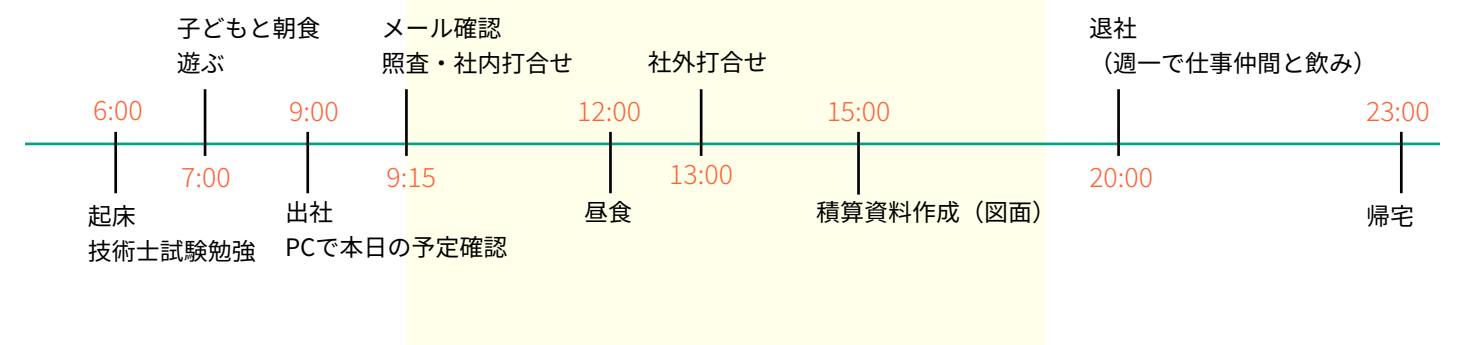 6:00
起床
技術士試験勉強
子どもと朝食
遊ぶ
7:00
9:00
出社
PCで本日の予定確認
メール確認
照査・社内打合せ
9:15
12:00
昼食
社外打合せ
13:00
15:00
積算資料作成（図面）
退社
（週一で仕事仲間と飲み）
20:00
23:00
帰宅